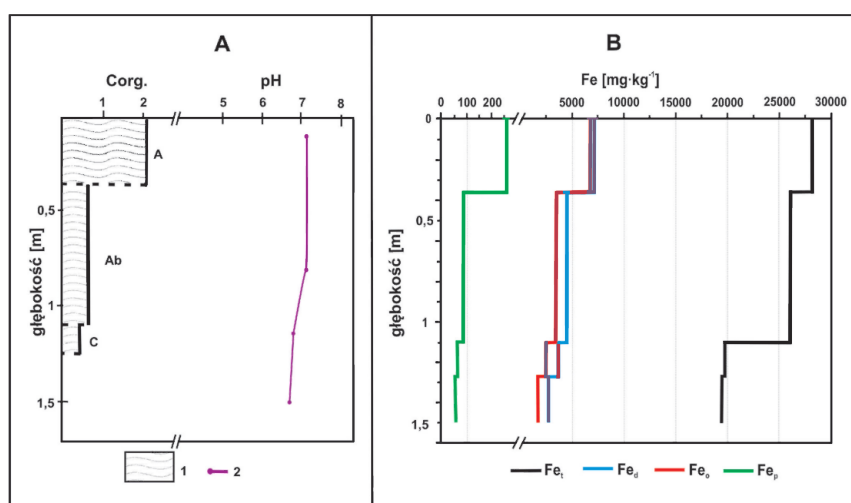 A
Corg.
pH
1 2 5 6 7 8
A
0,5
Ab
1
C
1,5
głębokość [m]
1 2
B
Fe [mg·kg⁻¹]
0 100 200 5000 10000 15000 20000 25000 30000
0
0,5
1
1,5
głębokość [m]
Feₜ Fe_d Feₒ Feₚ